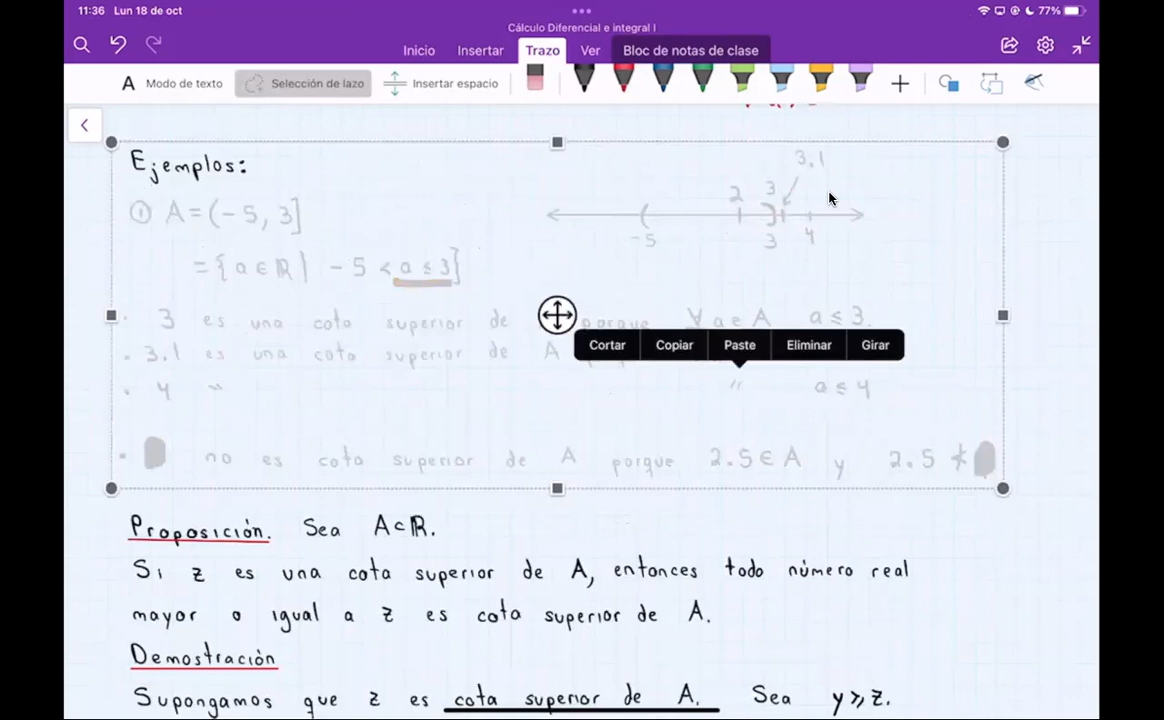 11:36 Lun 18 de oct
77%
Cálculo Diferencial e integral I
Inicio Insertar Trazo Ver Bloc de notas de clase
A Modo de texto Selección de lazo Insertar espacio
Ejemplos:
① A=(-5, 3]
={a∈ℝ| -5 < a ≤ 3}
3.1
2 3
-5 3 4
· 3 es una cota superior de porque ∀a∈A a≤3.
· 3.1 es una cota superior de A
Cortar Copiar Paste Eliminar Girar
· 4 " " a≤4
· no es cota superior de A porque 2.5∈A y 2.5 ≰
Proposición. Sea A⊂ℝ.
Si z es una cota superior de A, entonces todo número real
mayor o igual a z es cota superior de A.
Demostración
Supongamos que z es cota superior de A. Sea y⩾z.